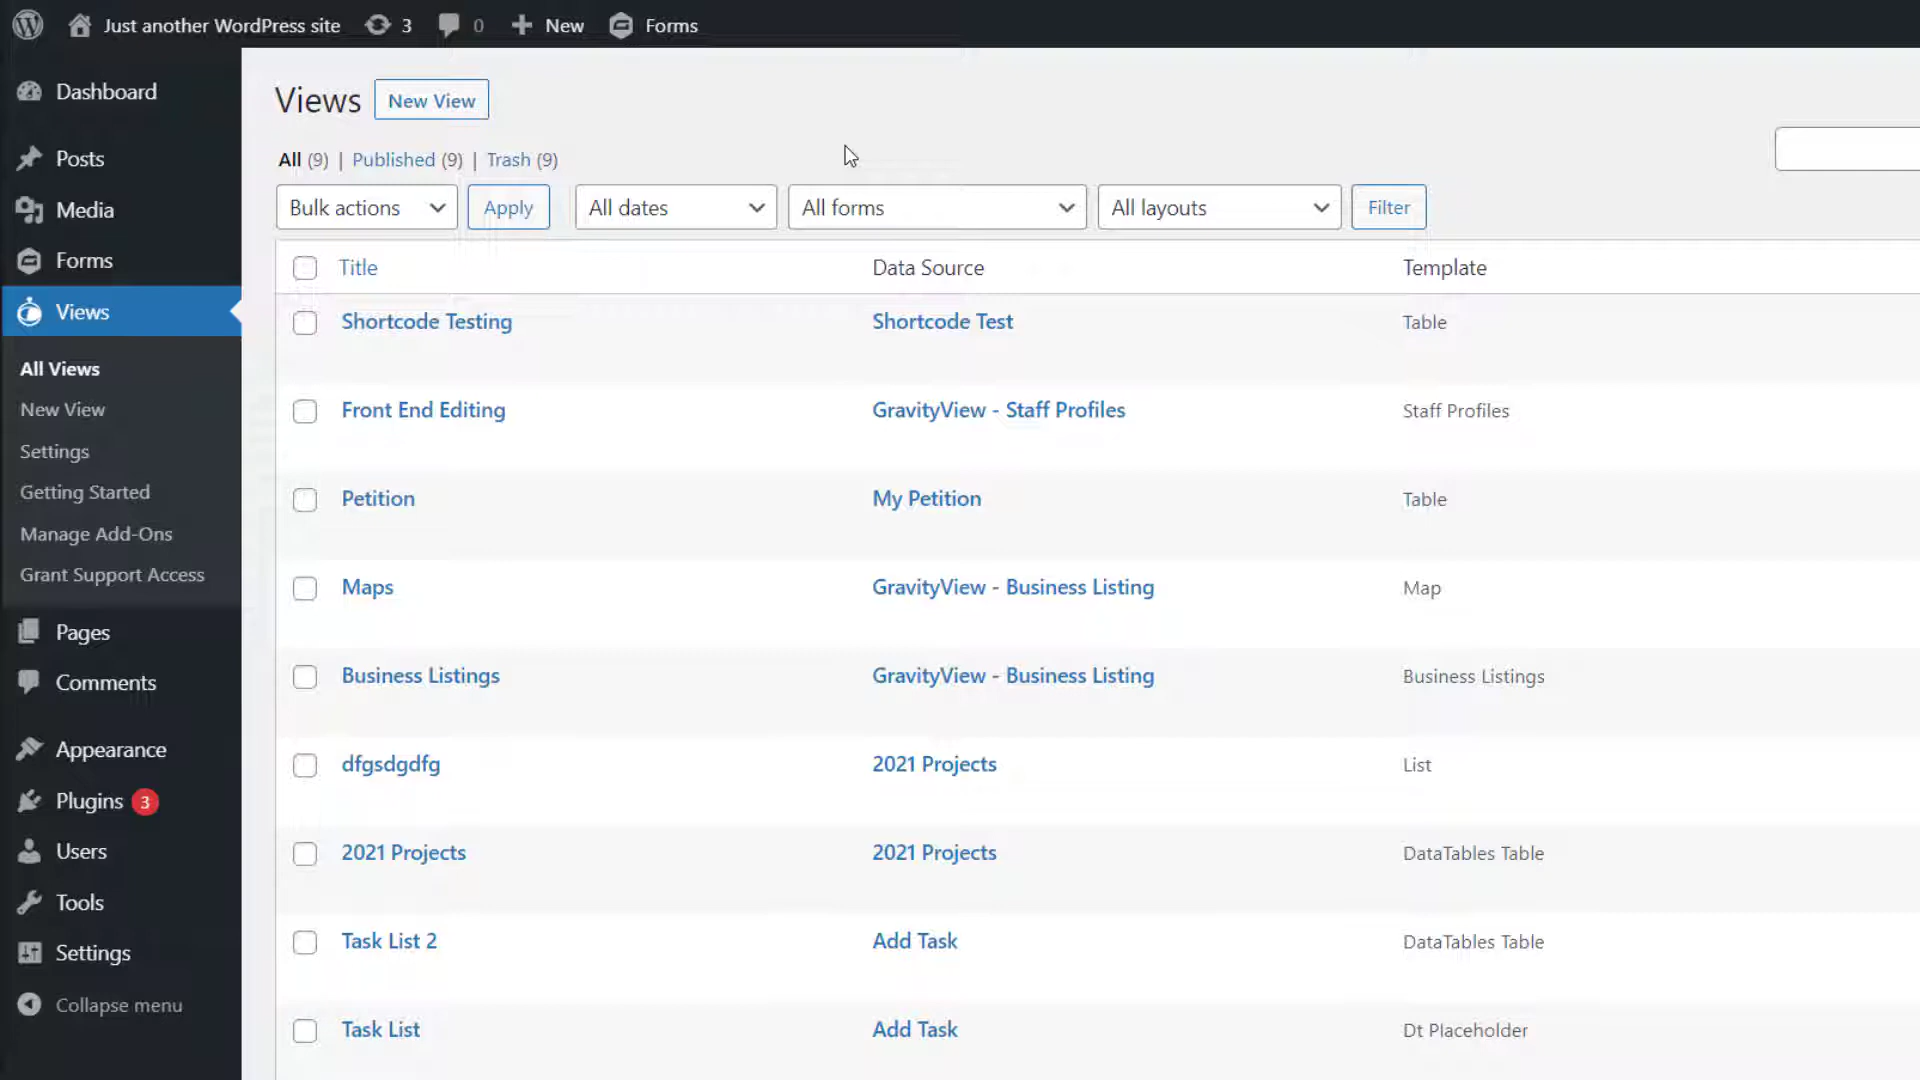 Just another WordPress site 3 0 New Forms
Dashboard
Posts
Media
Forms
Views
All Views
New View
Settings
Getting Started
Manage Add-Ons
Grant Support Access
Pages
Comments
Appearance
Plugins 3
Users
Tools
Settings
Collapse menu
Views New View
All (9) | Published (9) | Trash (9)
Bulk actions Apply All dates All forms All layouts Filter
Title Data Source Template
Shortcode Testing Shortcode Test Table
Front End Editing GravityView - Staff Profiles Staff Profiles
Petition My Petition Table
Maps GravityView - Business Listing Map
Business Listings GravityView - Business Listing Business Listings
dfgsdgdfg 2021 Projects List
2021 Projects 2021 Projects DataTables Table
Task List 2 Add Task DataTables Table
Task List Add Task Dt Placeholder